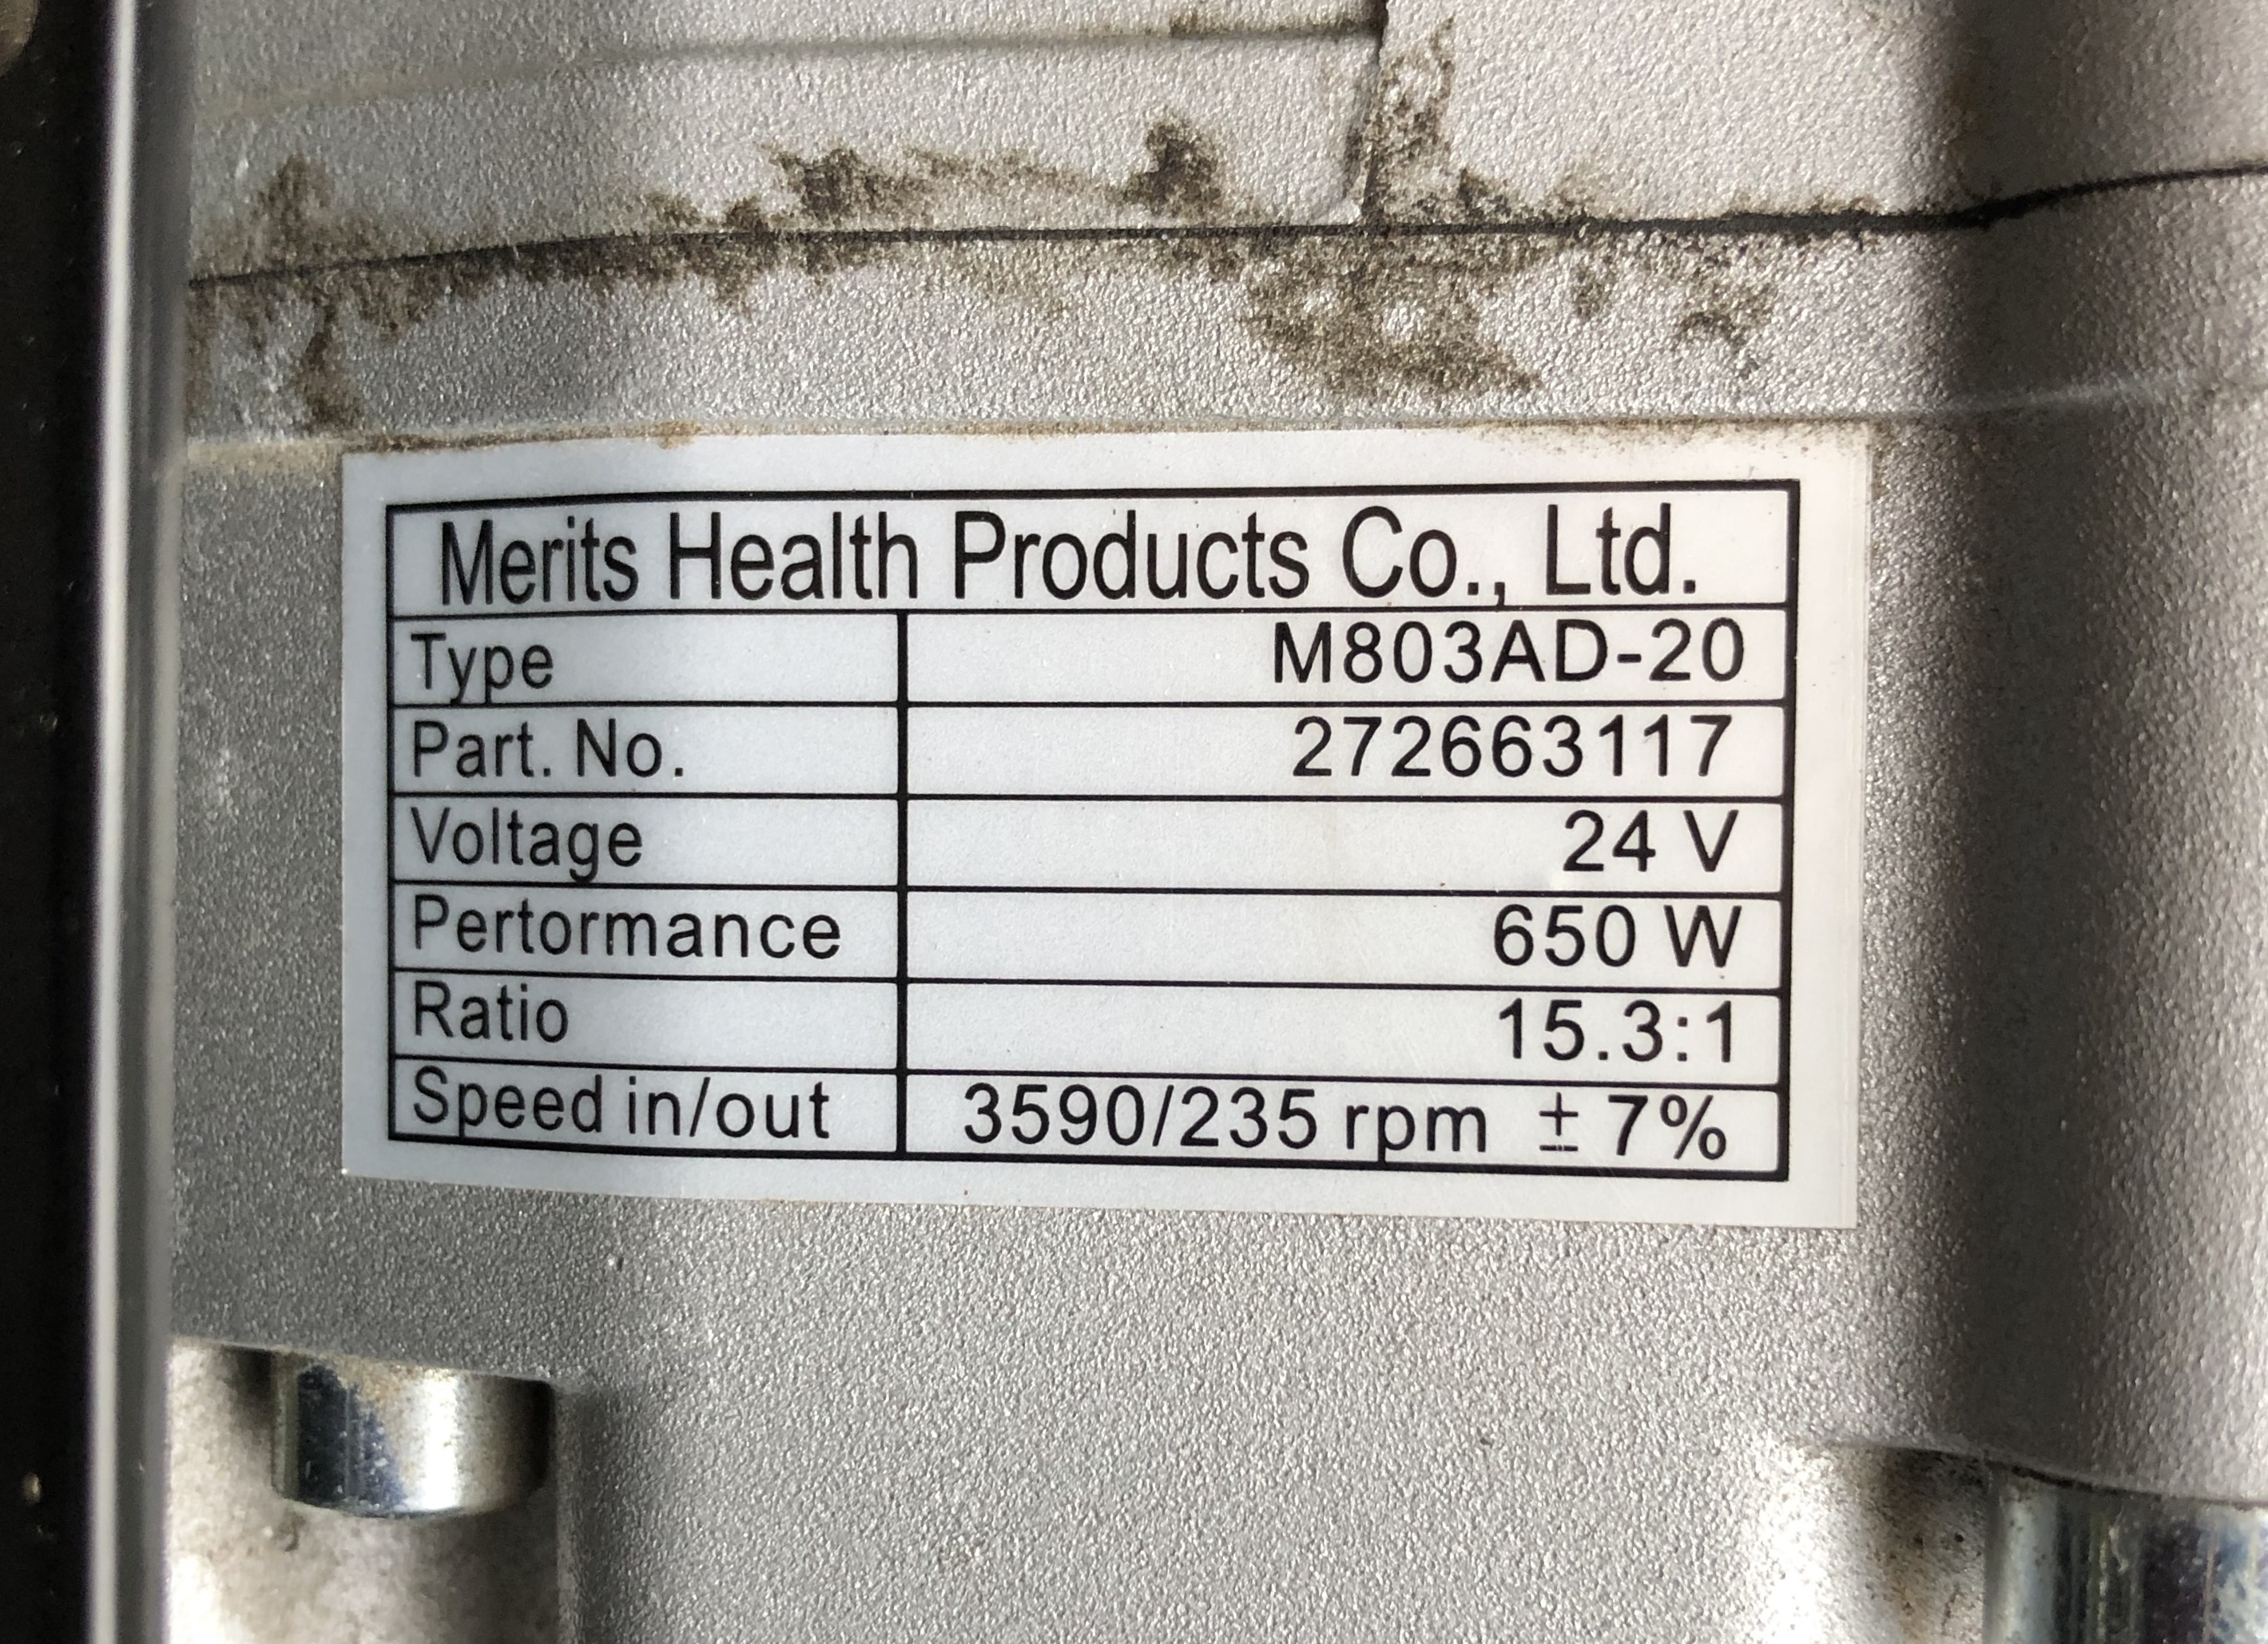 Merits Health Products Co., Ltd.
Type M803AD-20
Part. No. 272663117
Voltage 24 V
Pertormance 650 W
Ratio 15.3:1
Speed in/out 3590/235 rpm ± 7%